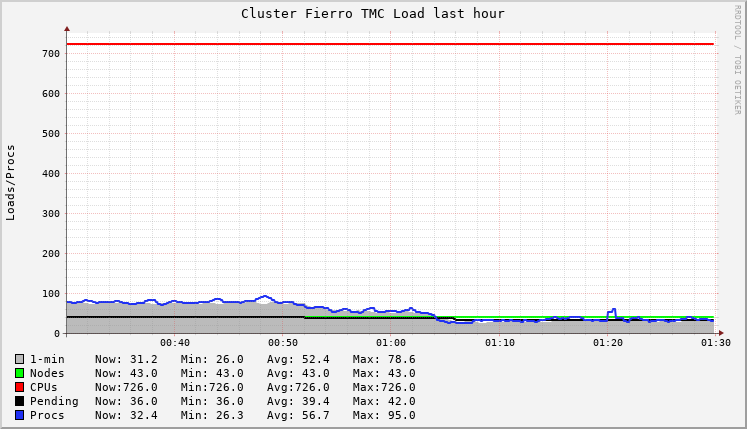 Cluster Fierro TMC Load last hour
RRDTOOL / TOBI OETIKER
Loads/Procs
700
600
500
400
300
200
100
0
00:40 00:50 01:00 01:10 01:20 01:30
1-min Now: 31.2 Min: 26.0 Avg: 52.4 Max: 78.6
Nodes Now: 43.0 Min: 43.0 Avg: 43.0 Max: 43.0
CPUs Now:726.0 Min:726.0 Avg:726.0 Max:726.0
Pending Now: 36.0 Min: 36.0 Avg: 39.4 Max: 42.0
Procs Now: 32.4 Min: 26.3 Avg: 56.7 Max: 95.0